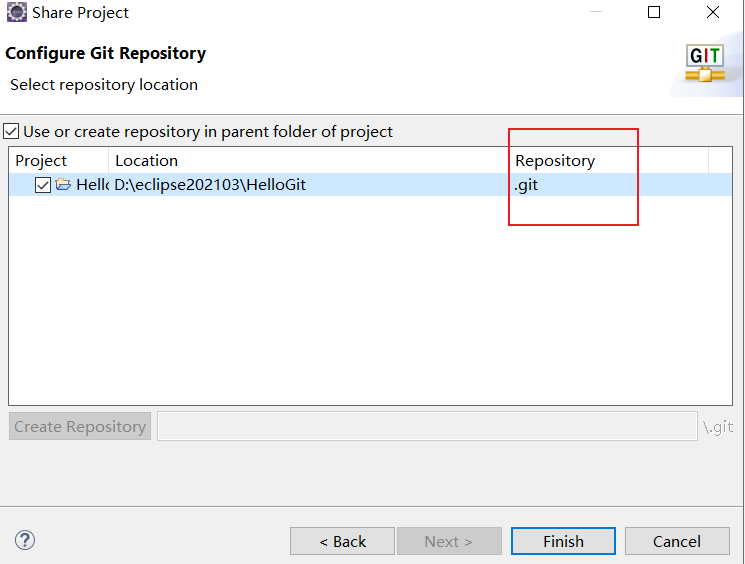 Share Project
Configure Git Repository
GIT
Select repository location
Use or create repository in parent folder of project
Project Location Repository
Hello D:\eclipse202103\HelloGit .git
Create Repository \.git
? < Back Next > Finish Cancel